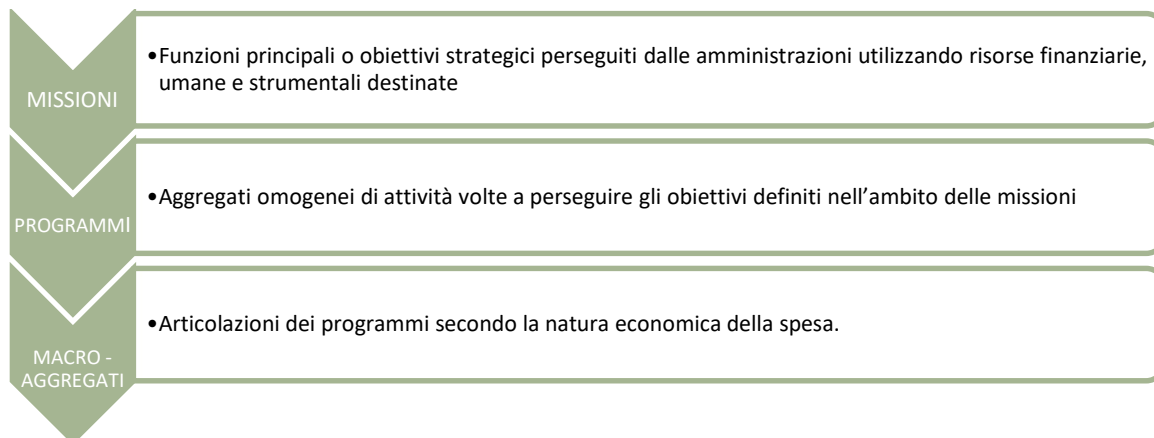 MISSIONI
•Funzioni principali o obiettivi strategici perseguiti dalle amministrazioni utilizzando risorse finanziarie,
umane e strumentali destinate
PROGRAMMI
•Aggregati omogenei di attività volte a perseguire gli obiettivi definiti nell’ambito delle missioni
MACRO -
AGGREGATI
•Articolazioni dei programmi secondo la natura economica della spesa.